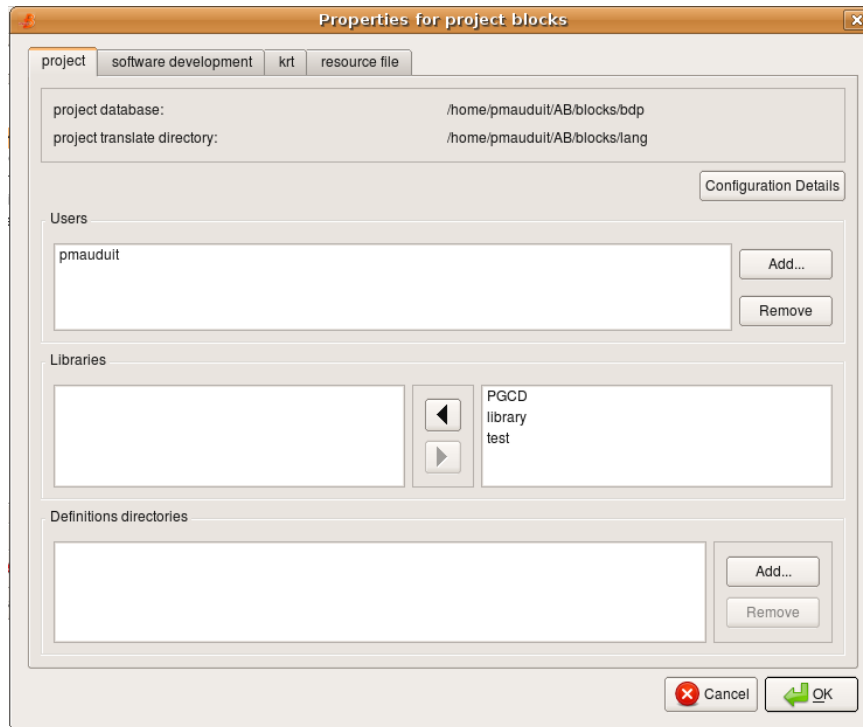 Properties for project blocks
project software development krt resource file
project database: /home/pmauduit/AB/blocks/bdp
project translate directory: /home/pmauduit/AB/blocks/lang
Configuration Details
Users
pmauduit
Add...
Remove
Libraries
PGCD
library
test
Definitions directories
Add...
Remove
Cancel OK